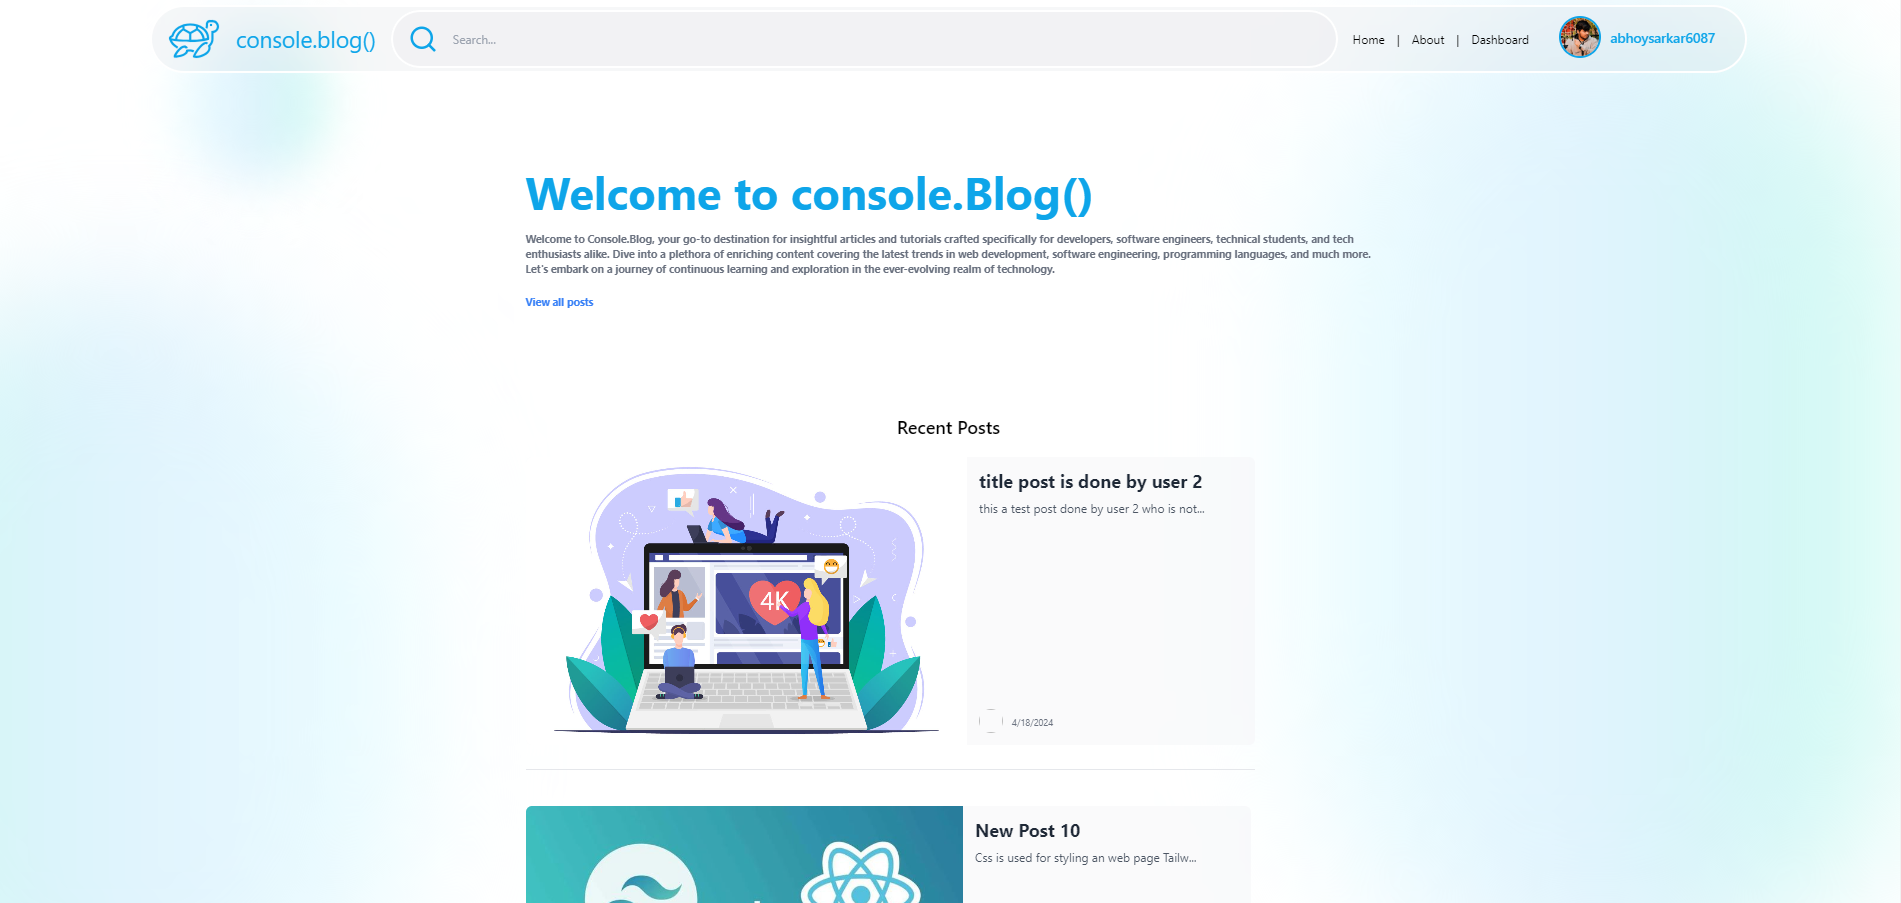 console.blog()
Search...
Home | About | Dashboard
abhoysarkar6087
Welcome to console.Blog()
Welcome to Console.Blog, your go-to destination for insightful articles and tutorials crafted specifically for developers, software engineers, technical students, and tech
enthusiasts alike. Dive into a plethora of enriching content covering the latest trends in web development, software engineering, programming languages, and much more.
Let's embark on a journey of continuous learning and exploration in the ever-evolving realm of technology.
View all posts
Recent Posts
4K
title post is done by user 2
this a test post done by user 2 who is not...
4/18/2024
New Post 10
Css is used for styling an web page Tailw...